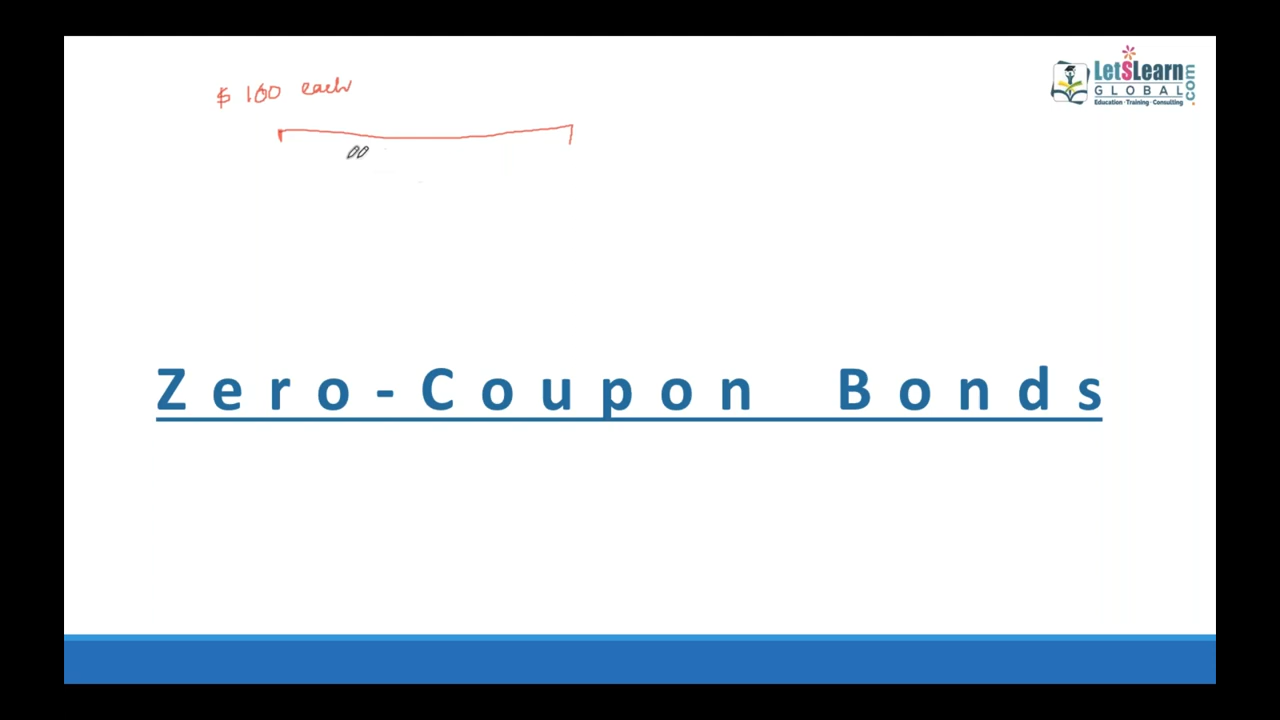 $ 100 each
LetSLearn
GLOBAL
.com
Education - Training - Consulting
Zero-Coupon Bonds